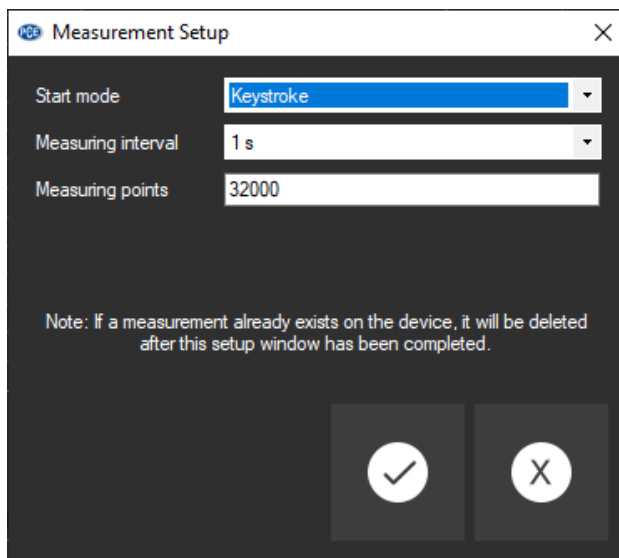 PCE Measurement Setup
Start mode Keystroke
Measuring interval 1 s
Measuring points 32000
Note: If a measurement already exists on the device, it will be deleted
after this setup window has been completed.
X